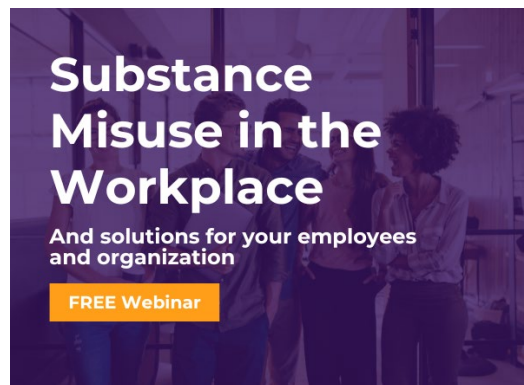 Substance
Misuse in the
Workplace
And solutions for your employees
and organization
FREE Webinar